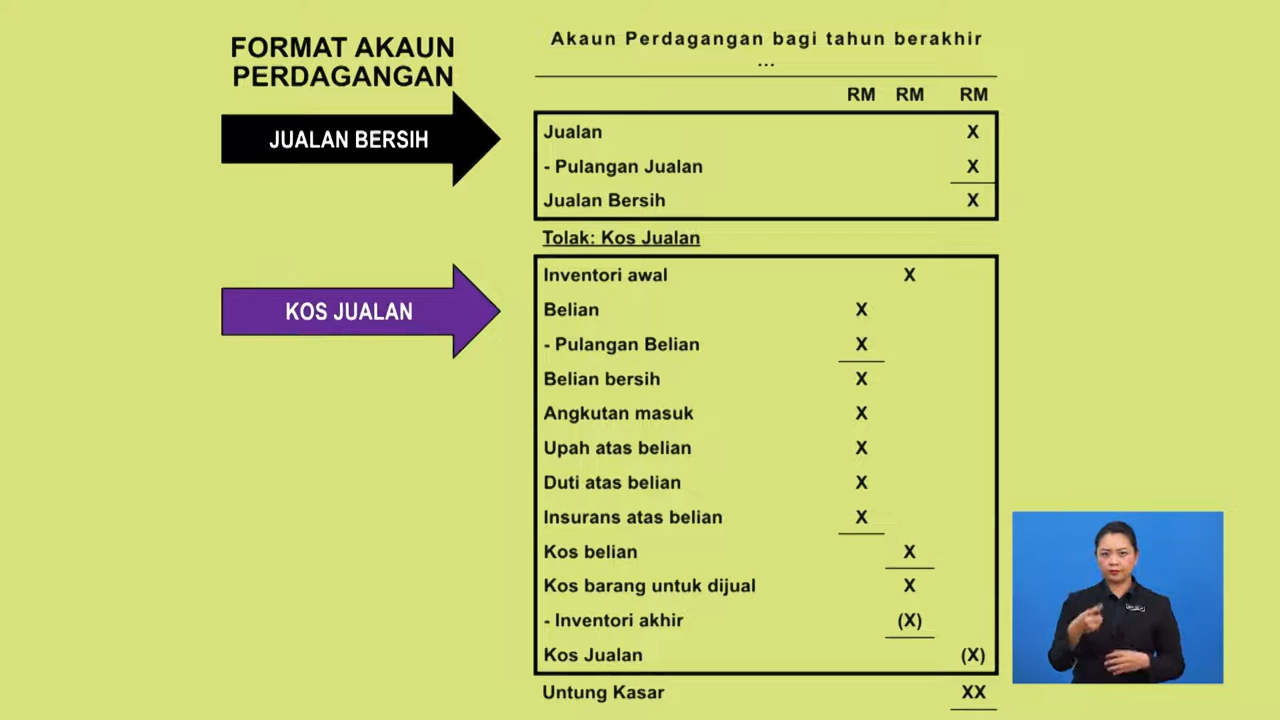 FORMAT AKAUN
PERDAGANGAN
JUALAN BERSIH
KOS JUALAN
Akaun Perdagangan bagi tahun berakhir
...
RM RM RM
Jualan X
- Pulangan Jualan X
Jualan Bersih X
Tolak: Kos Jualan
Inventori awal X
Belian X
- Pulangan Belian X
Belian bersih X
Angkutan masuk X
Upah atas belian X
Duti atas belian X
Insurans atas belian X
Kos belian X
Kos barang untuk dijual X
- Inventori akhir (X)
Kos Jualan (X)
Untung Kasar XX